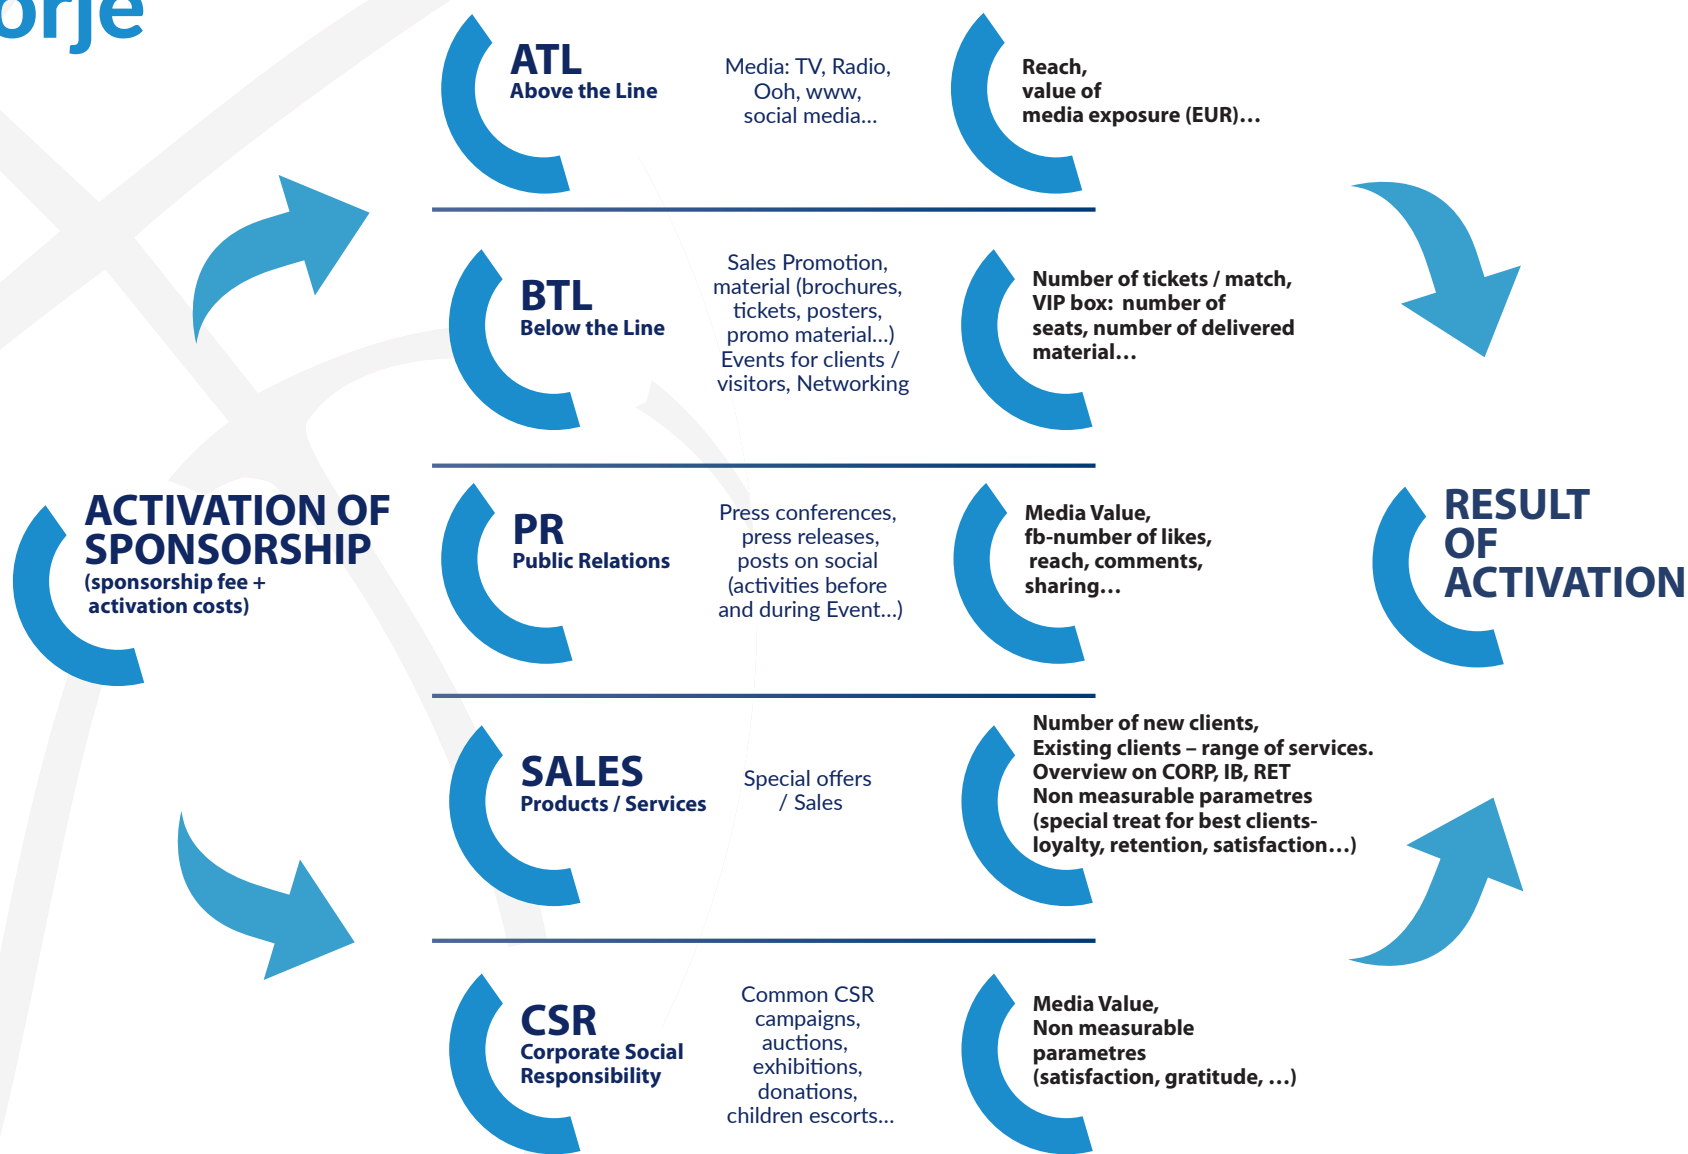 orje
ATL
Above the Line
Media: TV, Radio,
Ooh, www,
social media...
Reach,
value of
media exposure (EUR)...
BTL
Below the Line
Sales Promotion,
material (brochures,
tickets, posters,
promo material...)
Events for clients /
visitors, Networking
Number of tickets / match,
VIP box: number of
seats, number of delivered
material...
ACTIVATION OF
SPONSORSHIP
(sponsorship fee +
activation costs)
PR
Public Relations
Press conferences,
press releases,
posts on social
(activities before
and during Event...)
Media Value,
fb-number of likes,
reach, comments,
sharing...
RESULT
OF
ACTIVATION
SALES
Products / Services
Special offers
/ Sales
Number of new clients,
Existing clients – range of services.
Overview on CORP, IB, RET
Non measurable parametres
(special treat for best clients-
loyalty, retention, satisfaction...)
CSR
Corporate Social
Responsibility
Common CSR
campaigns,
auctions,
exhibitions,
donations,
children escorts...
Media Value,
Non measurable
parametres
(satisfaction, gratitude, ...)